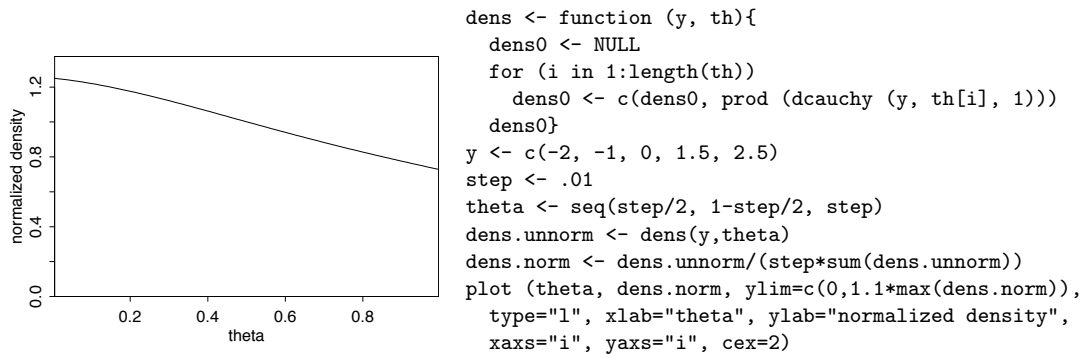 normalized density
1.2
0.8
0.4
0.0
0.2 0.4 0.6 0.8
theta
dens <- function (y, th){
  dens0 <- NULL
  for (i in 1:length(th))
    dens0 <- c(dens0, prod (dcauchy (y, th[i], 1)))
  dens0}
y <- c(-2, -1, 0, 1.5, 2.5)
step <- .01
theta <- seq(step/2, 1-step/2, step)
dens.unnorm <- dens(y,theta)
dens.norm <- dens.unnorm/(step*sum(dens.unnorm))
plot (theta, dens.norm, ylim=c(0,1.1*max(dens.norm)),
  type="l", xlab="theta", ylab="normalized density",
  xaxs="i", yaxs="i", cex=2)